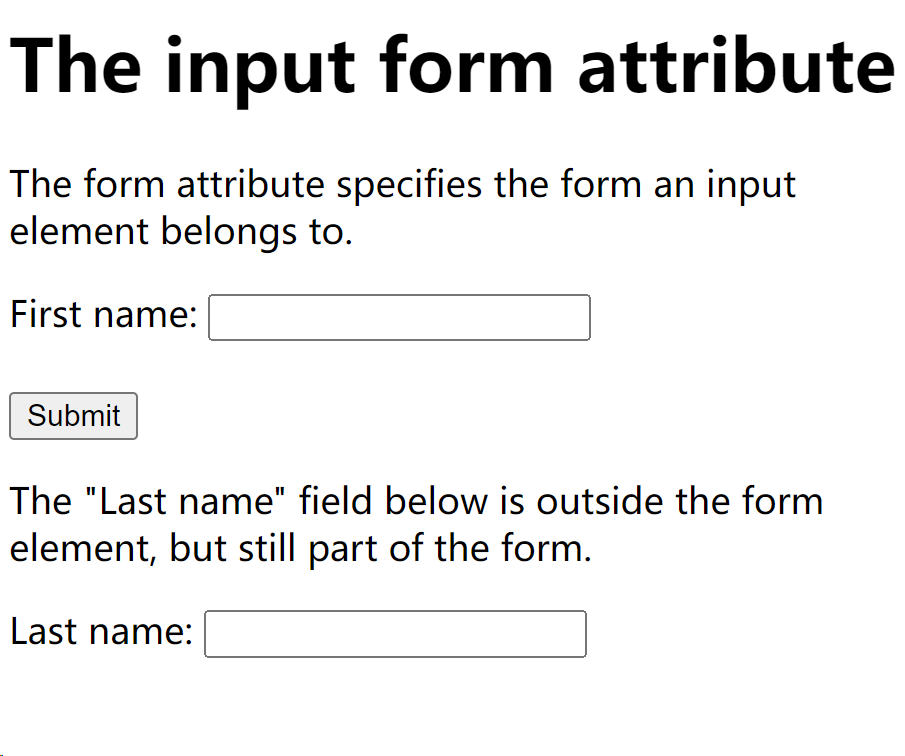 The input form attribute
The form attribute specifies the form an input
element belongs to.
First name:
Submit
The "Last name" field below is outside the form
element, but still part of the form.
Last name: